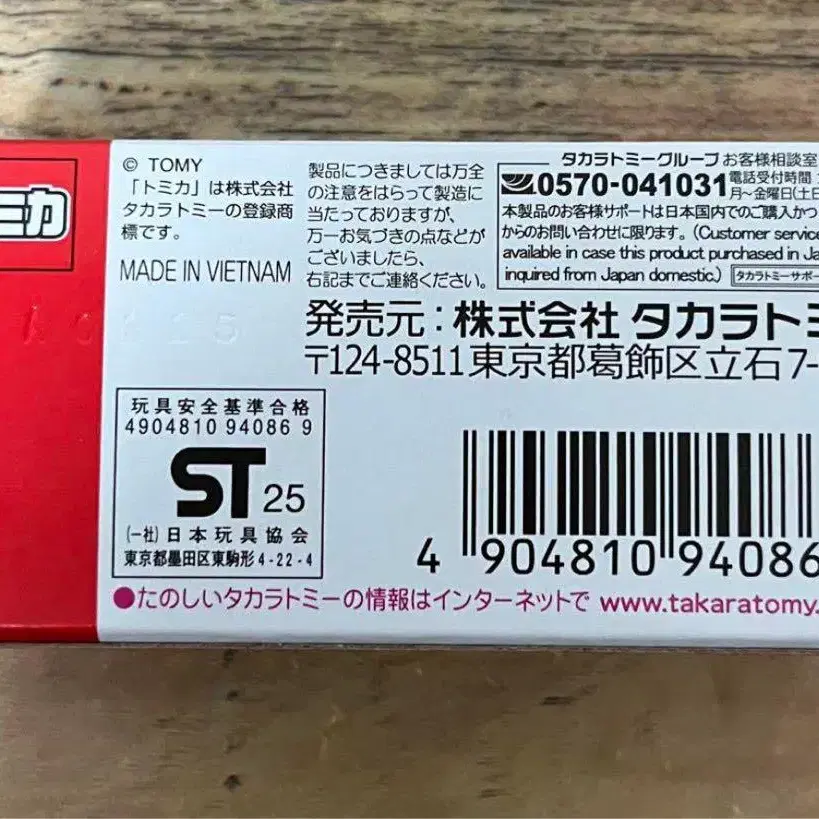 トミカ
© TOMY
「トミカ」は株式会社
タカラトミーの登録商
標です。
MADE IN VIETNAM
製品につきましては万全
の注意をはらって製造に
当たっておりますが、
万一お気づきの点などが
ございましたら、
右記までご連絡ください。
タカラトミーグループ お客様相談室
0570-041031
電話受付時間
月〜金曜日(土日
本製品のお客様サポートは日本国内でのご購入かつ
からのお問い合わせに限ります。(Customer service
available in case this product purchased in Ja
inquired from Japan domestic.) タカラトミーサポー
発売元：株式会社 タカラトミ
〒124-8511 東京都葛飾区立石7-
玩具安全基準合格
4904810 94086 9
ST 25
(一社)日本玩具協会
東京都墨田区東駒形4-22-4
4 904810 94086
●たのしいタカラトミーの情報はインターネットで www.takaratomy.